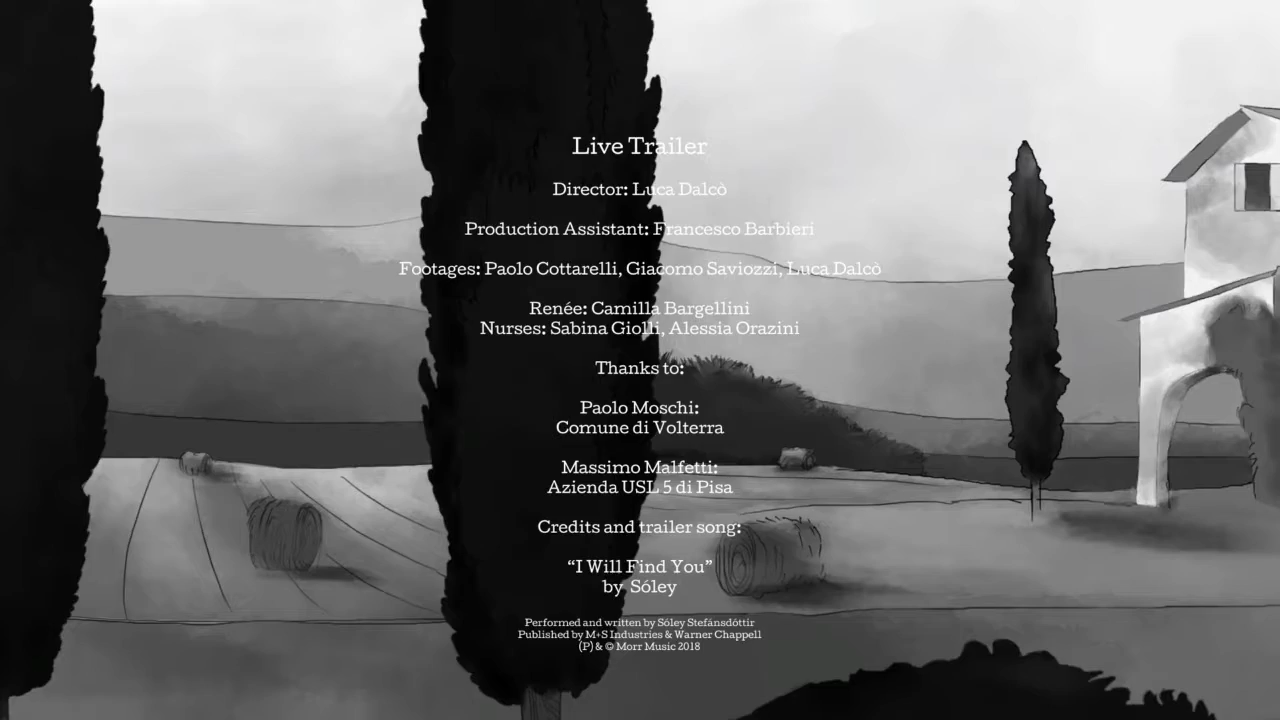 Live Trailer
Director: Luca Dalcò
Production Assistant: Francesco Barbieri
Footages: Paolo Cottarelli, Giacomo Saviozzi, Luca Dalcò
Renée: Camilla Bargellini
Nurses: Sabina Giolli, Alessia Orazini
Thanks to:
Paolo Moschi:
Comune di Volterra
Massimo Malfetti:
Azienda USL 5 di Pisa
Credits and trailer song:
“I Will Find You”
by Sóley
Performed and written by Sóley Stefánsdóttir
Published by M+S Industries & Warner Chappell
(P) & © Morr Music 2018